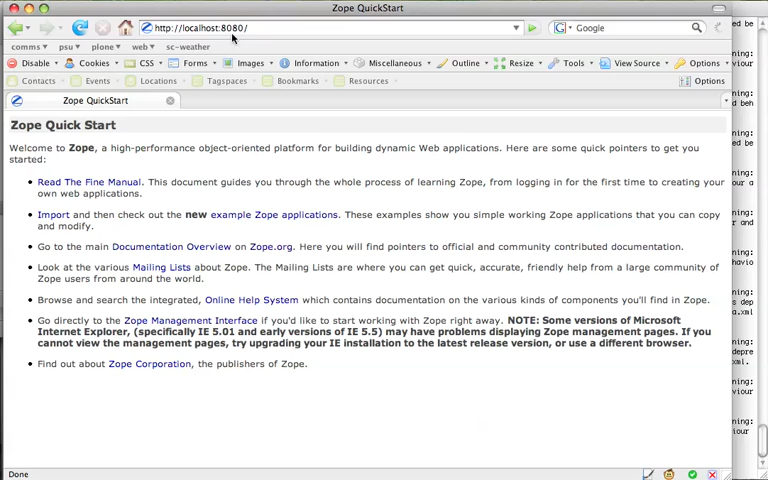 Zope QuickStart
http://localhost:8080/
Google
comms psu plone web sc-weather
Disable Cookies CSS Forms Images Information Miscellaneous Outline Resize Tools View Source Options
Contacts Events Locations Tagspaces Bookmarks Resources Options
Zope QuickStart
Zope Quick Start
Welcome to Zope, a high-performance object-oriented platform for building dynamic Web applications. Here are some quick pointers to get you
started:
Read The Fine Manual. This document guides you through the whole process of learning Zope, from logging in for the first time to creating your
own web applications.
Import and then check out the new example Zope applications. These examples show you simple working Zope applications that you can copy
and modify.
Go to the main Documentation Overview on Zope.org. Here you will find pointers to official and community contributed documentation.
Look at the various Mailing Lists about Zope. The Mailing Lists are where you can get quick, accurate, friendly help from a large community of
Zope users from around the world.
Browse and search the integrated, Online Help System which contains documentation on the various kinds of components you'll find in Zope.
Go directly to the Zope Management Interface if you'd like to start working with Zope right away. NOTE: Some versions of Microsoft
Internet Explorer, (specifically IE 5.01 and early versions of IE 5.5) may have problems displaying Zope management pages. If you
cannot view the management pages, try upgrading your IE installation to the latest release version, or use a different browser.
Find out about Zope Corporation, the publishers of Zope.
Done